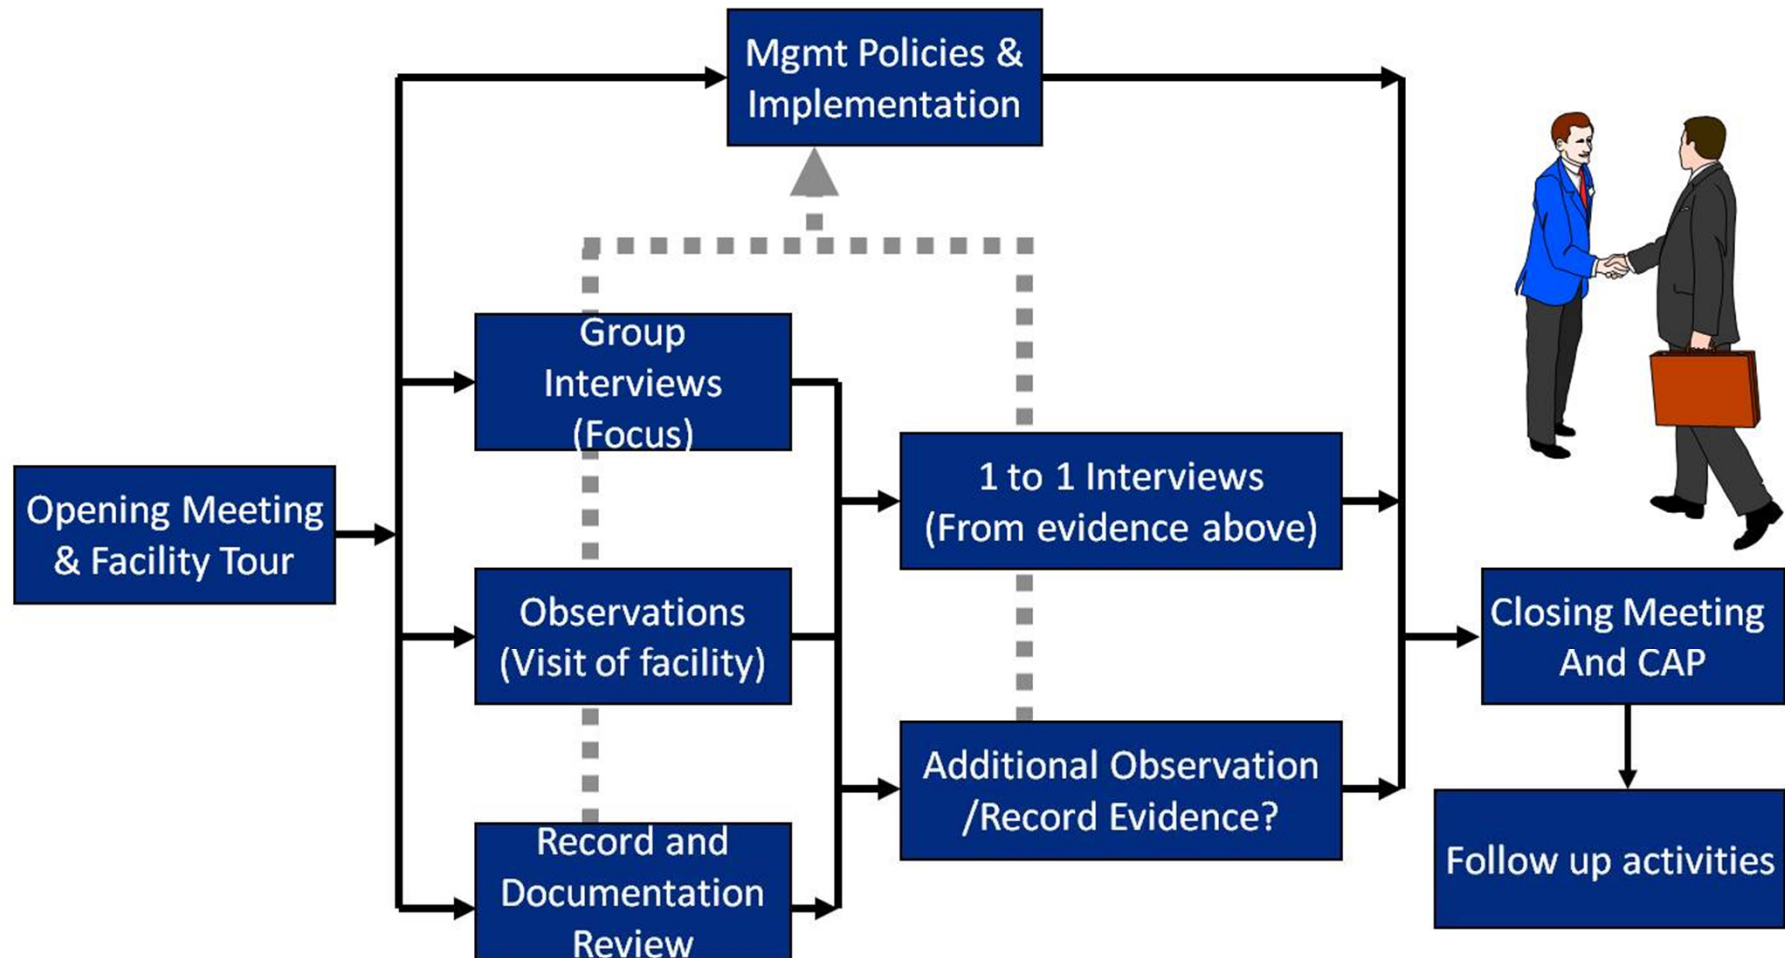 Mgmt Policies &
Implementation
Group
Interviews
(Focus)
Opening Meeting
& Facility Tour
1 to 1 Interviews
(From evidence above)
Observations
(Visit of facility)
Closing Meeting
And CAP
Additional Observation
/Record Evidence?
Record and
Documentation
Review
Follow up activities